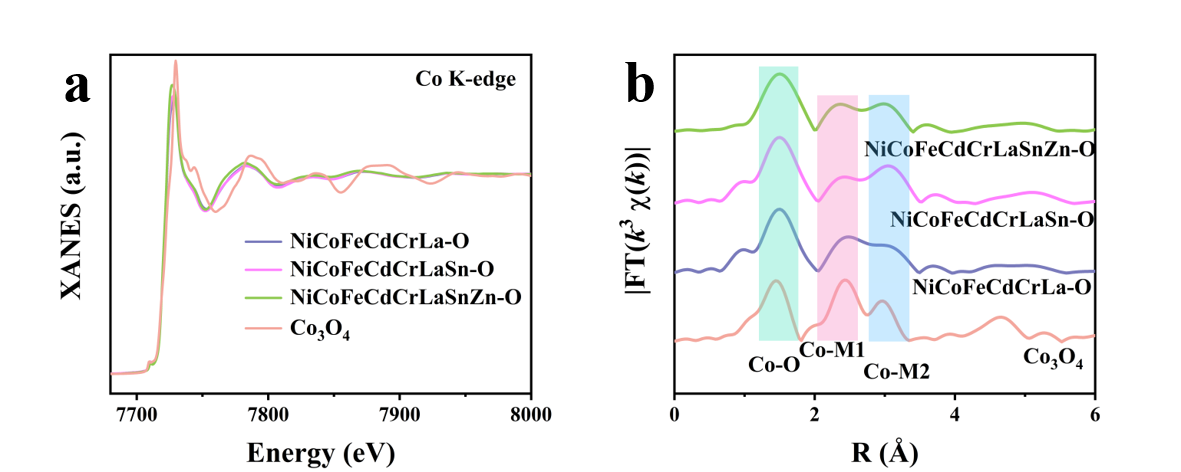 a
XANES (a.u.)
Co K-edge
NiCoFeCdCrLa-O
NiCoFeCdCrLaSn-O
NiCoFeCdCrLaSnZn-O
Co₃O₄
7700 7800 7900 8000
Energy (eV)
b
|FT(k³ χ(k))|
NiCoFeCdCrLaSnZn-O
NiCoFeCdCrLaSn-O
NiCoFeCdCrLa-O
Co-O
Co-M1
Co-M2
Co₃O₄
0 2 4 6
R (Å)